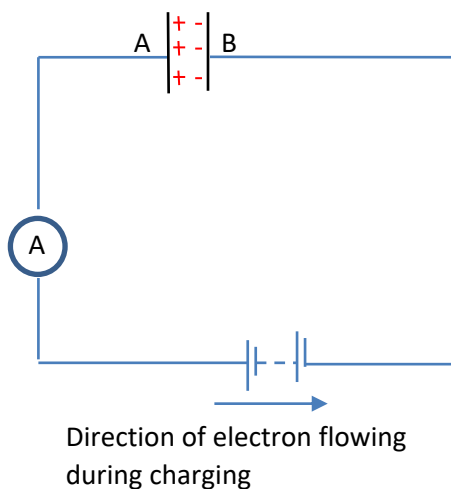 A + - B
+ -
+ -
A
Direction of electron flowing
during charging